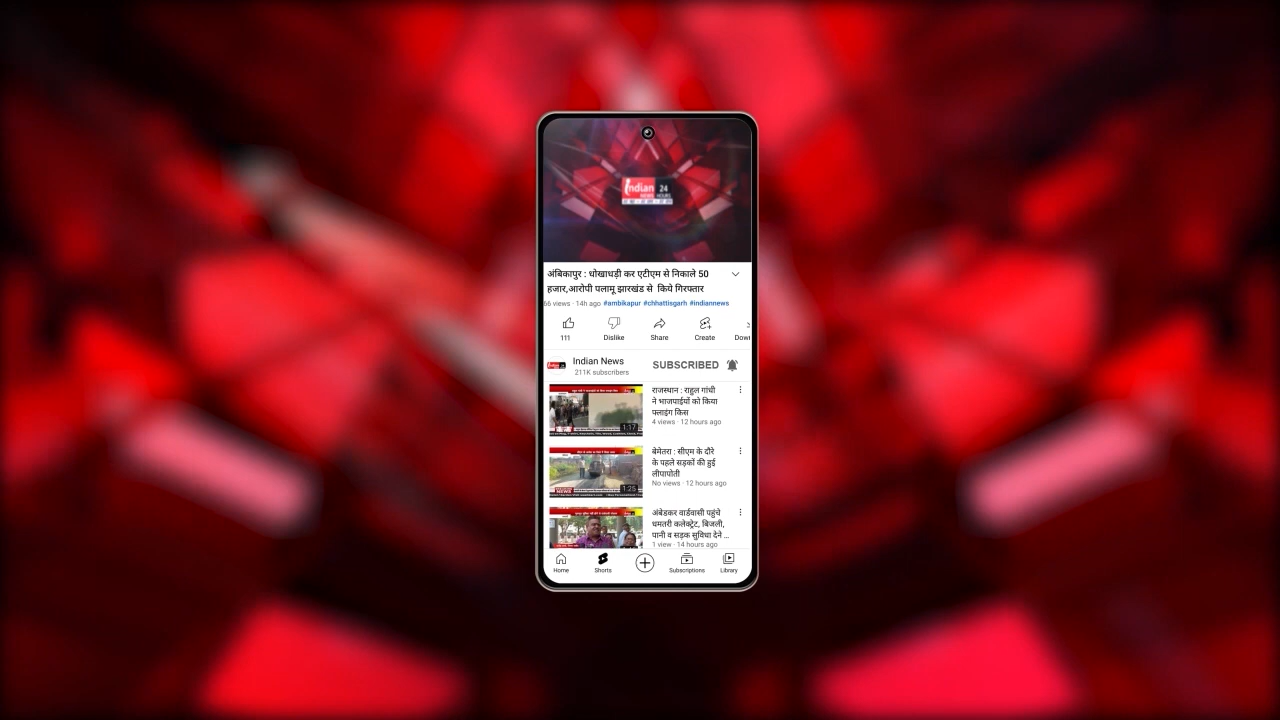 Indian 24
NEWS HOURS
अंबिकापुर : धोखाधड़ी कर एटीएम से निकाले 50
हजार,आरोपी पलामू झारखंड से किये गिरफ्तार
66 views · 14h ago #ambikapur #chhattisgarh #indiannews
111 Dislike Share Create
Indian News
211K subscribers
SUBSCRIBED
राजस्थान : राहुल गांधी
ने भाजपाईयों को किया
फ्लाइंग किस
4 views · 12 hours ago
1:17
बेमेतरा : सीएम के दौरे
के पहले सड़कों की हुई
लीपापोती
No views · 12 hours ago
1:25
अंबेडकर वार्डवासी पहुंचे
धमतरी कलेक्ट्रेट, बिजली,
पानी व सड़क सुविधा देने ...
1 view · 14 hours ago
Home Shorts Subscriptions Library